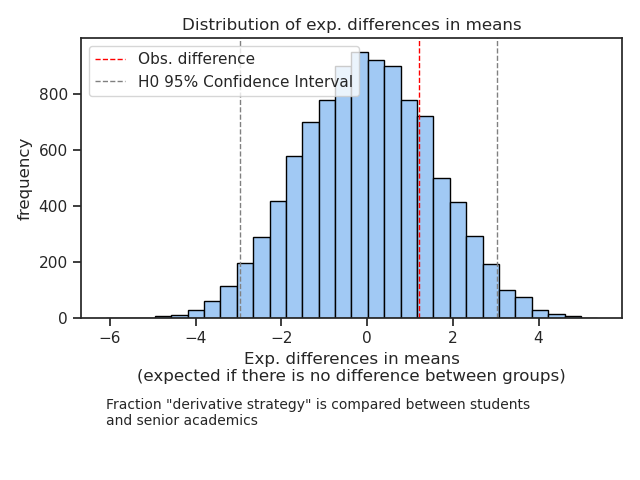 Distribution of exp. differences in means
Obs. difference
H0 95% Confidence Interval
frequency
800
600
400
200
0
−6 −4 −2 0 2 4
Exp. differences in means
(expected if there is no difference between groups)
Fraction "derivative strategy" is compared between students
and senior academics